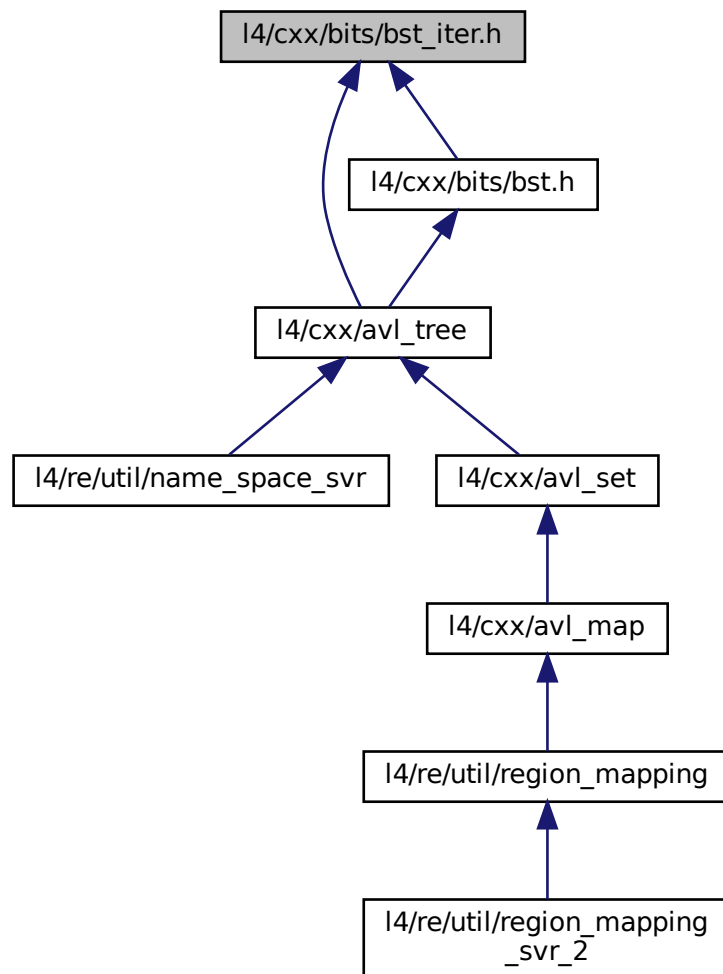 l4/cxx/bits/bst_iter.h
l4/cxx/bits/bst.h
l4/cxx/avl_tree
l4/re/util/name_space_svr
l4/cxx/avl_set
l4/cxx/avl_map
l4/re/util/region_mapping
l4/re/util/region_mapping
_svr_2